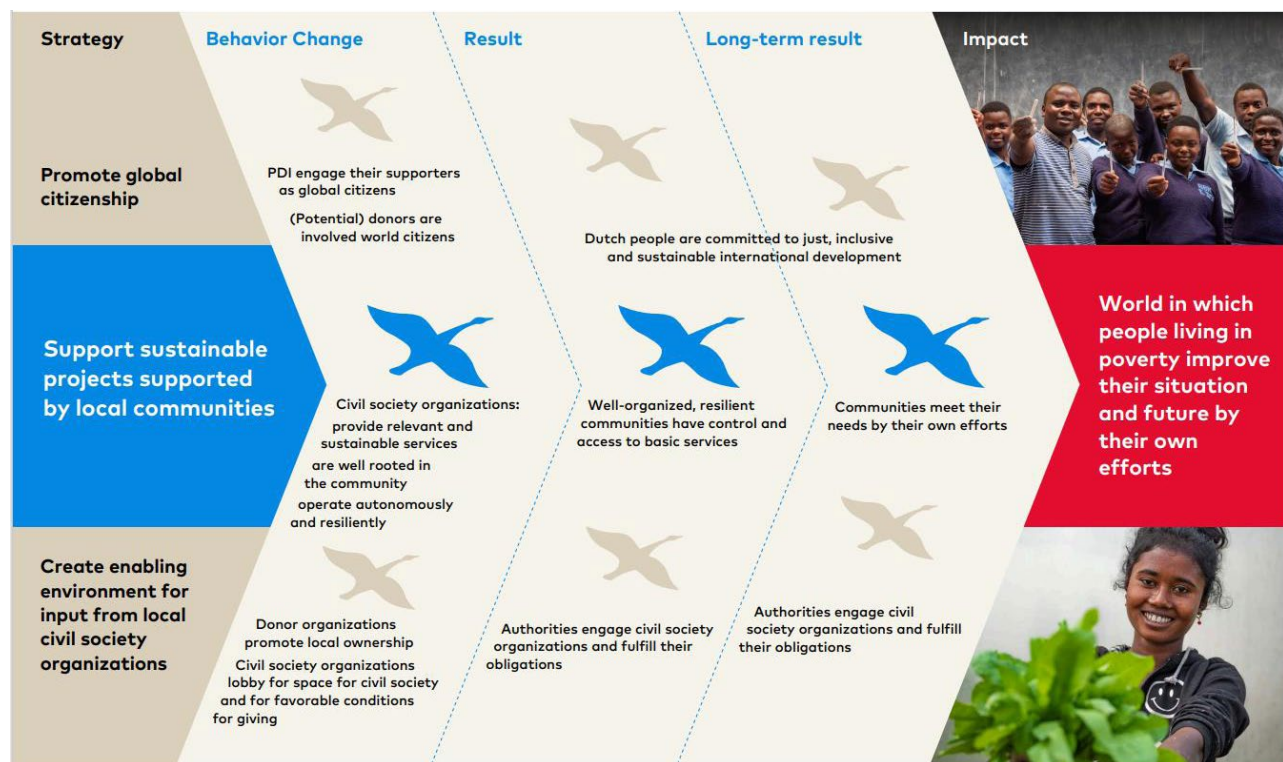 Strategy
Behavior Change
Result
Long-term result
Impact
Promote global
citizenship
PDI engage their supporters
as global citizens
(Potential) donors are
involved world citizens
Dutch people are committed to just, inclusive
and sustainable international development
Support sustainable
projects supported
by local communities
Civil society organizations:
provide relevant and
sustainable services
are well rooted in
the community
operate autonomously
and resiliently
Well-organized, resilient
communities have control and
access to basic services
Communities meet their
needs by their own efforts
World in which
people living in
poverty improve
their situation
and future by
their own
efforts
Create enabling
environment for
input from local
civil society
organizations
Donor organizations
promote local ownership
Civil society organizations
lobby for space for civil society
and for favorable conditions
for giving
Authorities engage civil society
organizations and fulfill their
obligations
Authorities engage civil
society organizations and fulfill
their obligations